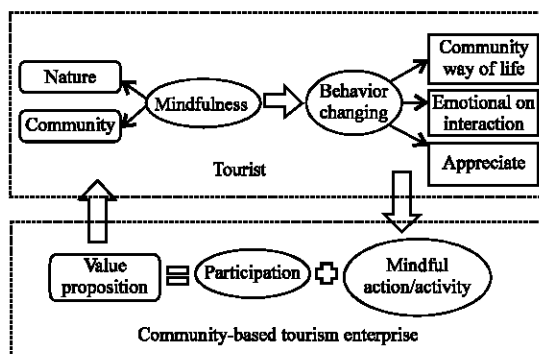 Nature
Community
Mindfulness
Behavior
changing
Community
way of life
Emotional on
interaction
Appreciate
Tourist
Value
proposition
Participation
Mindful
action/activity
Community-based tourism enterprise